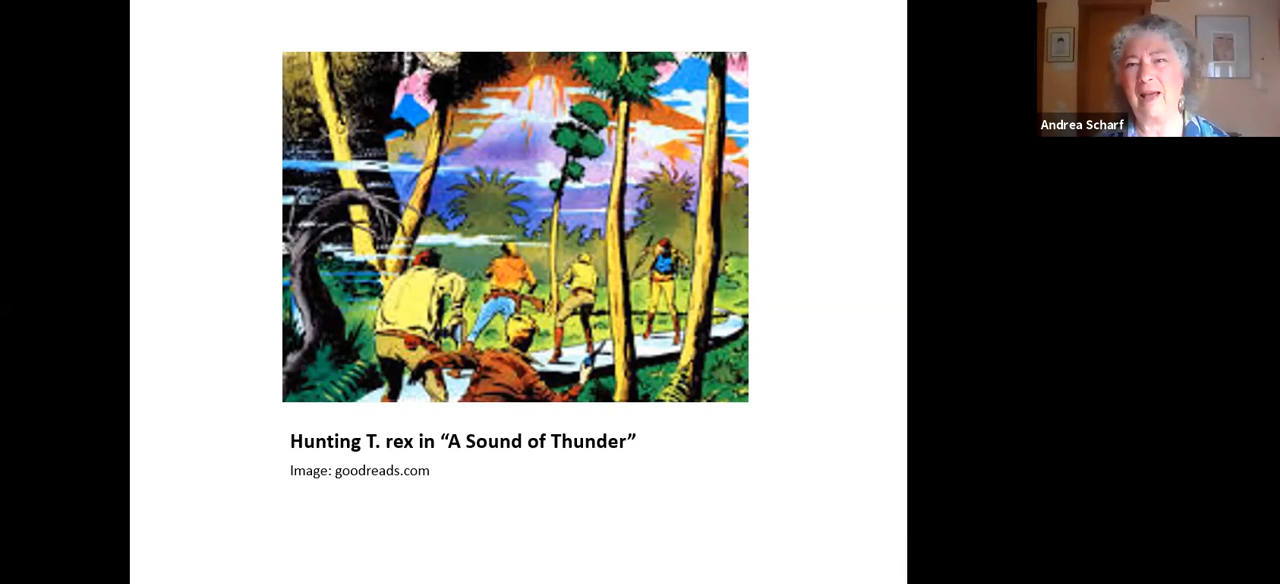 Andrea Scharf
Hunting T. rex in “A Sound of Thunder”
Image: goodreads.com